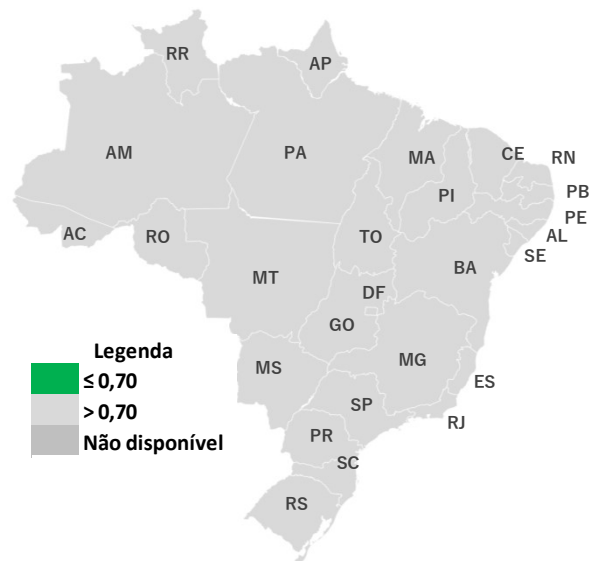 RR
AP
AM
PA
MA
CE
RN
PI
PB
PE
AL
SE
AC
RO
TO
BA
MT
DF
GO
MG
ES
MS
SP
RJ
PR
SC
RS
Legenda
≤ 0,70
> 0,70
Não disponível